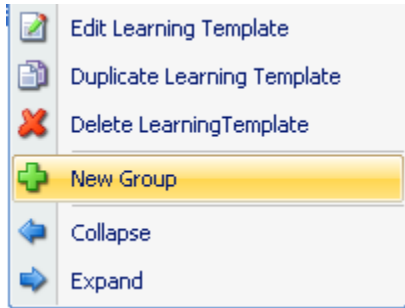 Edit Learning Template
Duplicate Learning Template
Delete LearningTemplate
New Group
Collapse
Expand